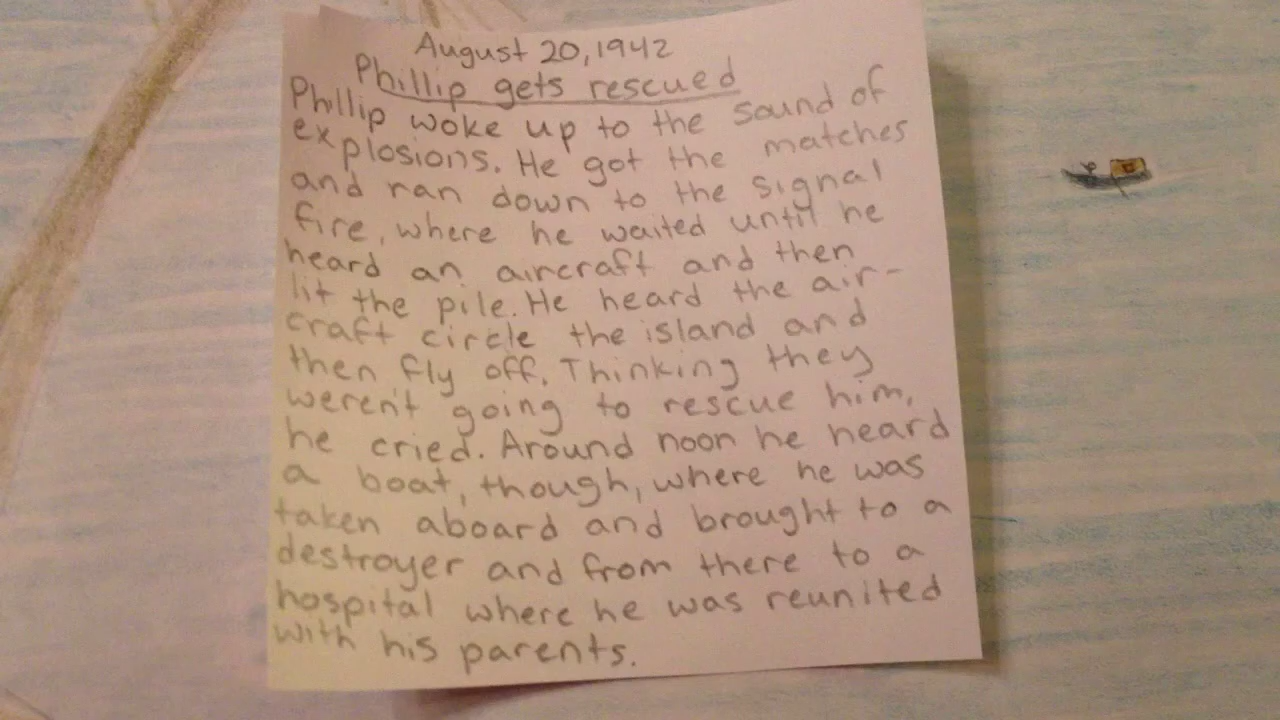 August 20, 1942
Phillip gets rescued
Phillip woke up to the sound of
explosions. He got the matches
and ran down to the signal
fire, where he waited until he
heard an aircraft and then
lit the pile. He heard the air-
craft circle the island and
then fly off. Thinking they
weren't going to rescue him,
he cried. Around noon he heard
a boat, though, where he was
taken aboard and brought to a
destroyer and from there to a
hospital where he was reunited
with his parents.